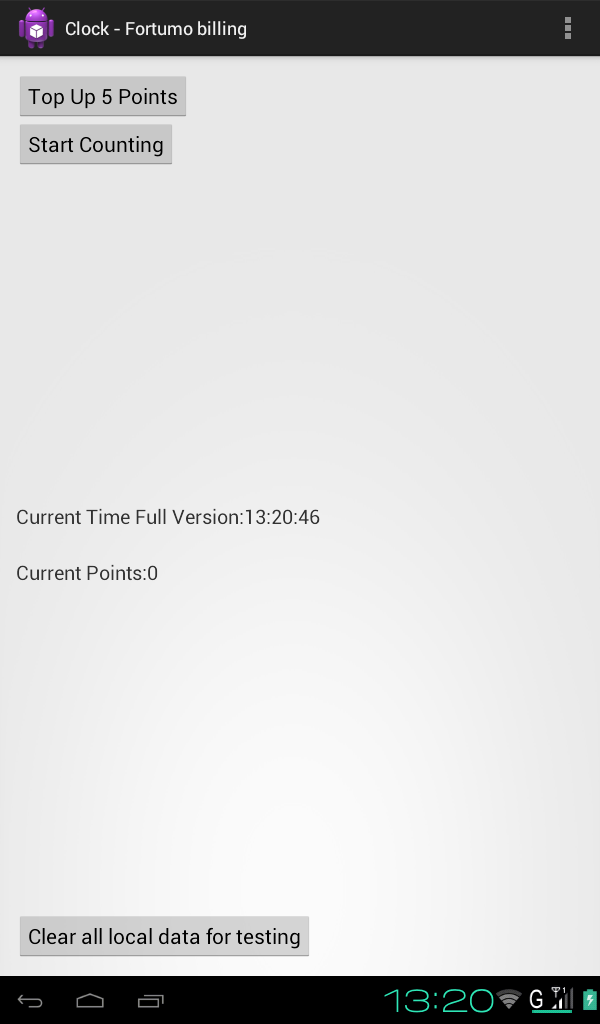 Clock - Fortumo billing
Top Up 5 Points
Start Counting
Current Time Full Version:13:20:46
Current Points:0
Clear all local data for testing
13:20 G